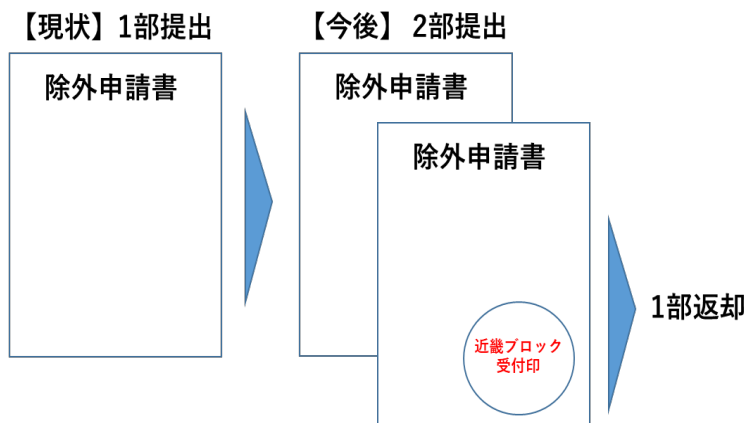 【現状】1部提出
除外申請書
【今後】 2部提出
除外申請書
除外申請書
近畿ブロック
受付印
1部返却